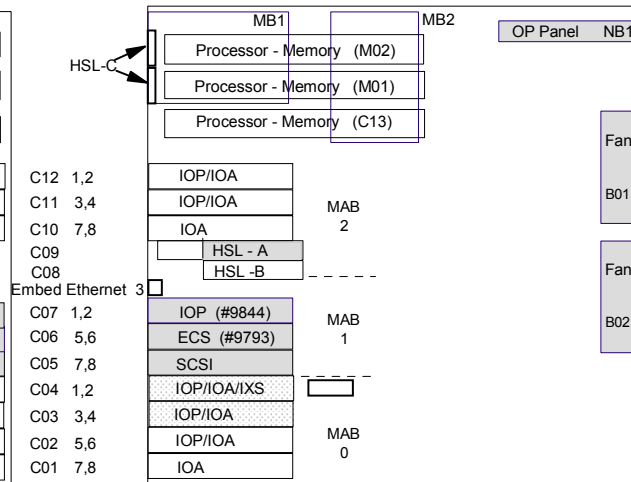 MB1 MB2
OP Panel NB1
HSL-C
Processor - Memory (M02)
Processor - Memory (M01)
Processor - Memory (C13)
Fan
B01
C12 1,2 IOP/IOA
C11 3,4 IOP/IOA
MAB
2
C10 7,8 IOA
C09 HSL - A
C08 HSL -B
Fan
B02
Embed Ethernet 3
C07 1,2 IOP (#9844)
MAB
1
C06 5,6 ECS (#9793)
C05 7,8 SCSI
C04 1,2 IOP/IOA/IXS
C03 3,4 IOP/IOA
MAB
0
C02 5,6 IOP/IOA
C01 7,8 IOA